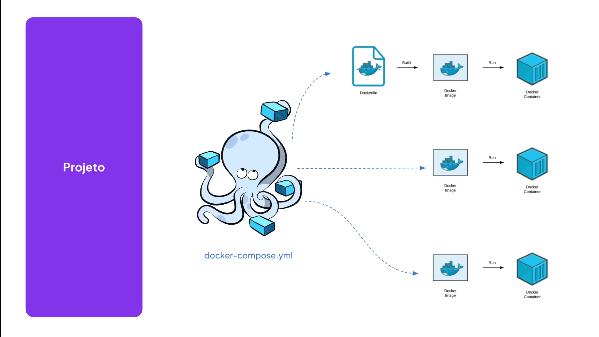 Projeto
docker-compose.yml
Dockerfile
Build
Docker
Image
Run
Docker
Container
Docker
Image
Run
Docker
Container
Docker
Image
Run
Docker
Container